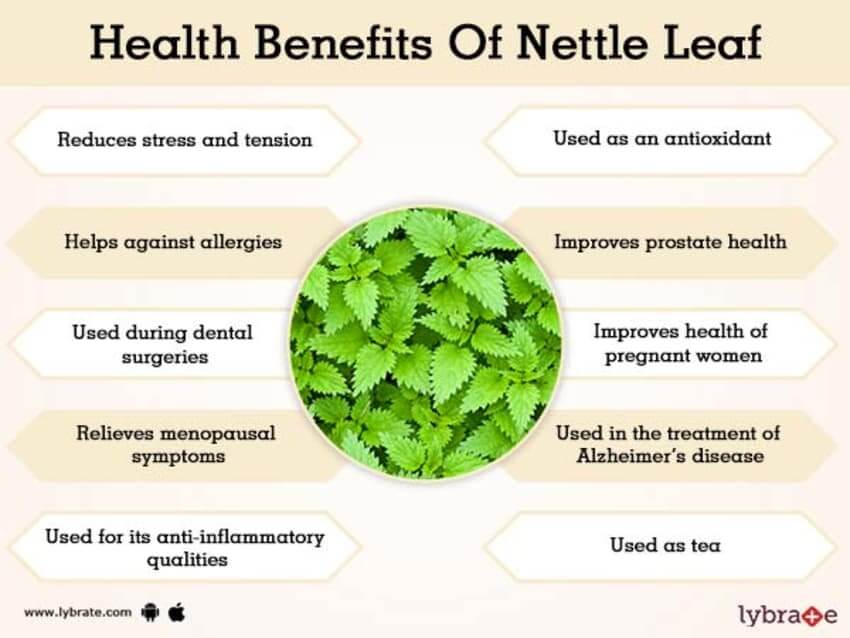 Health Benefits Of Nettle Leaf
Reduces stress and tension
Used as an antioxidant
Helps against allergies
Improves prostate health
Used during dental
surgeries
Improves health of
pregnant women
Relieves menopausal
symptoms
Used in the treatment of
Alzheimer's disease
Used for its anti-inflammatory
qualities
Used as tea
www.lybrate.com
lybrate